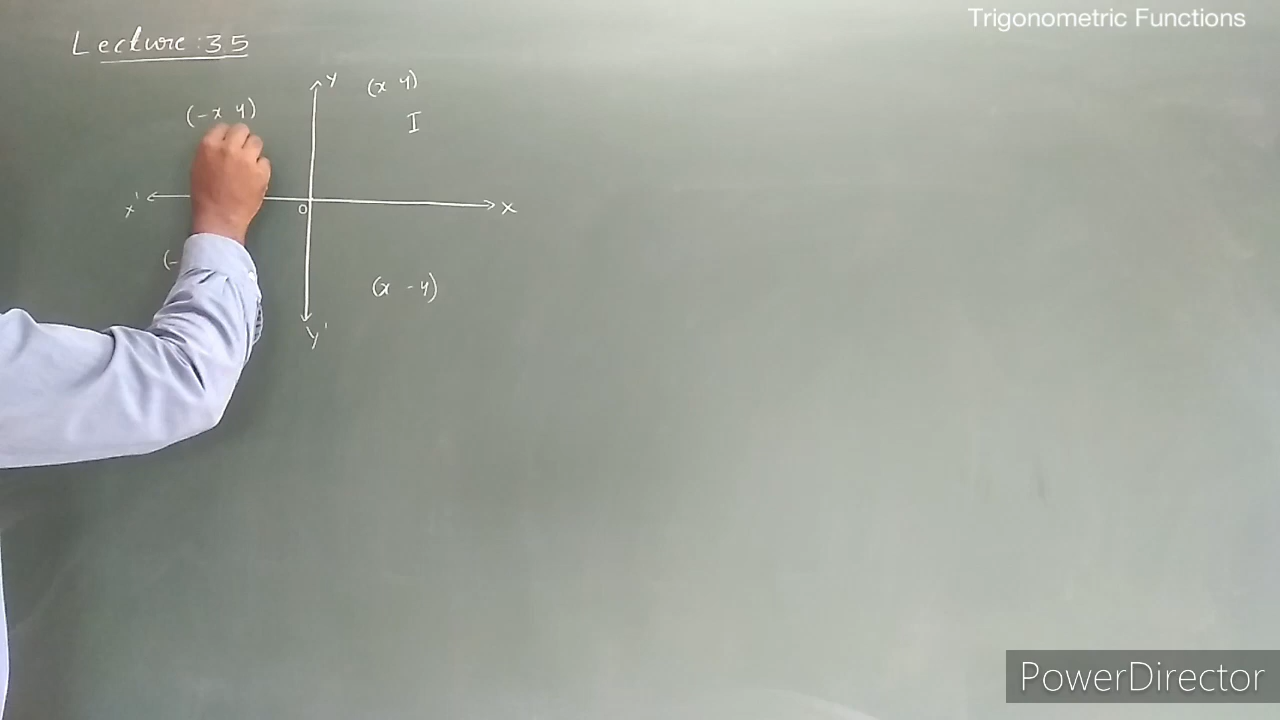 Trigonometric Functions
Lecture: 35
Y
(x y)
(-x y)
I
X'
O
X
(-
(x -y)
Y'
PowerDirector